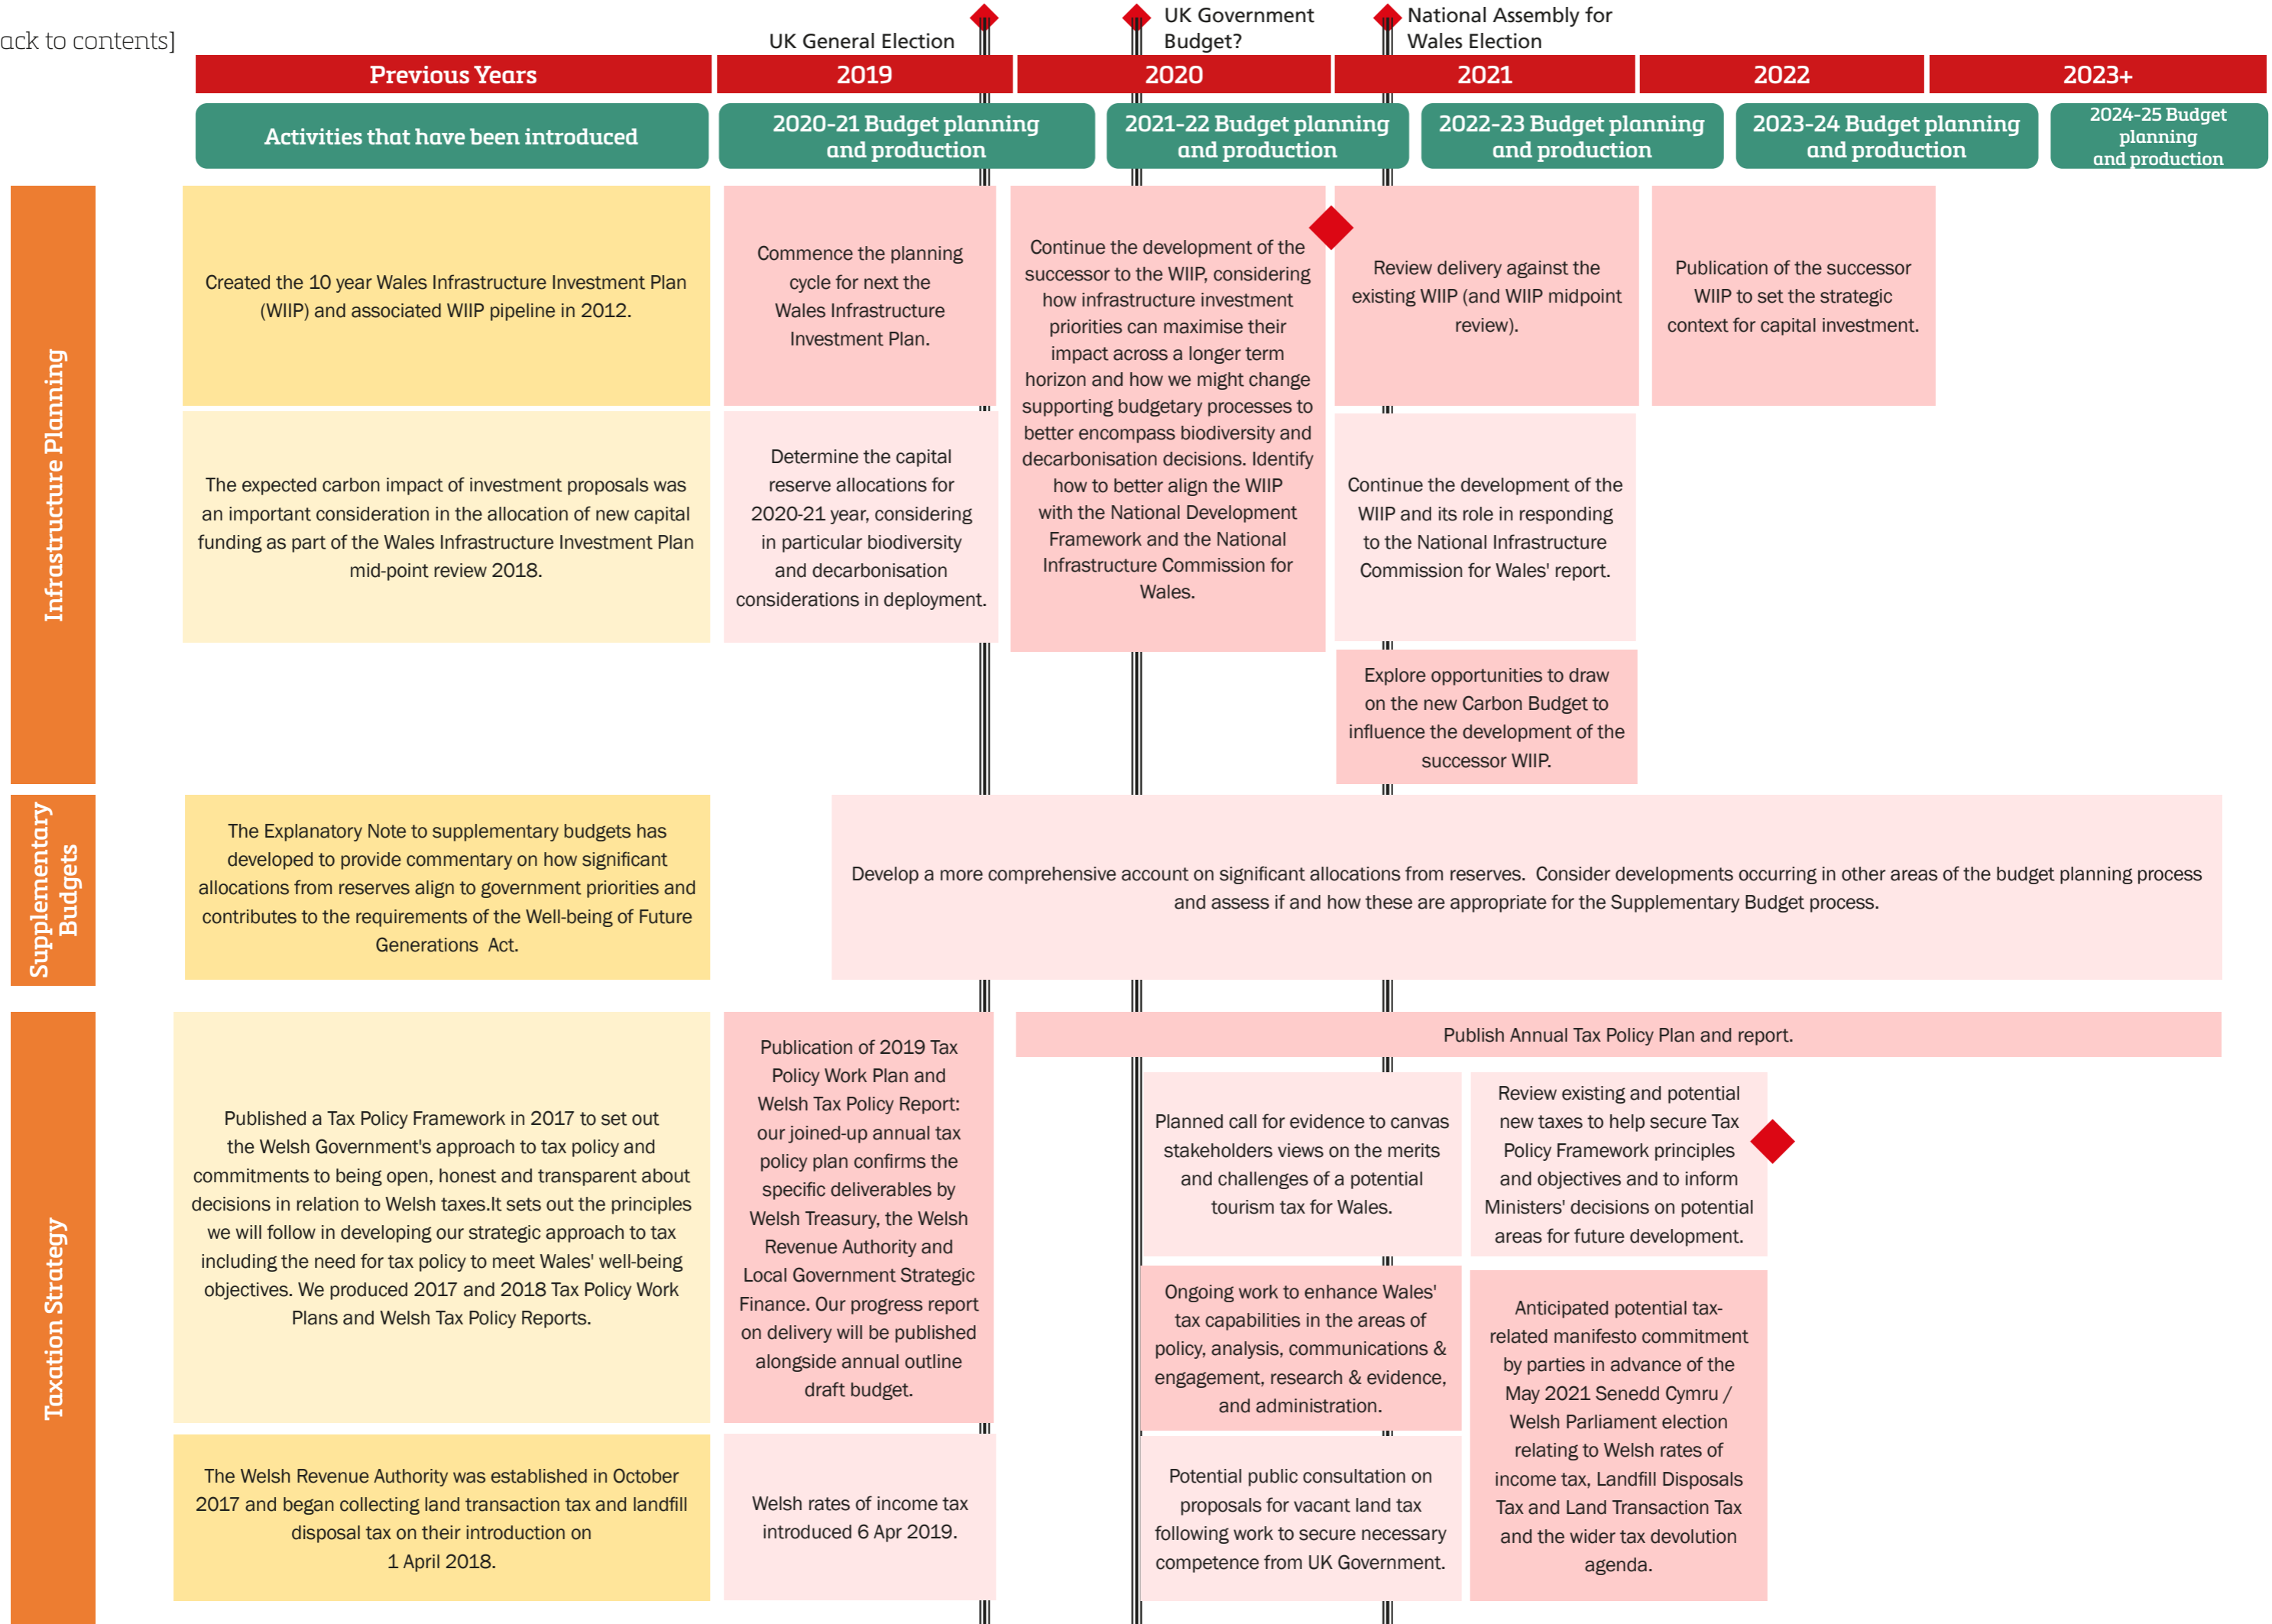 ack to contents]
UK General Election
UK Government
Budget?
National Assembly for
Wales Election
Previous Years
2019
2020
2021
2022
2023+
Activities that have been introduced
2020-21 Budget planning
and production
2021-22 Budget planning
and production
2022-23 Budget planning
and production
2023-24 Budget planning
and production
2024-25 Budget
planning
and production
Infrastructure Planning
Created the 10 year Wales Infrastructure Investment Plan
(WIIP) and associated WIIP pipeline in 2012.
Commence the planning
cycle for next the
Wales Infrastructure
Investment Plan.
Continue the development of the
successor to the WIIP, considering
how infrastructure investment
priorities can maximise their
impact across a longer term
horizon and how we might change
supporting budgetary processes to
better encompass biodiversity and
decarbonisation decisions. Identify
how to better align the WIIP
with the National Development
Framework and the National
Infrastructure Commission for
Wales.
Review delivery against the
existing WIIP (and WIIP midpoint
review).
Publication of the successor
WIIP to set the strategic
context for capital investment.
The expected carbon impact of investment proposals was
an important consideration in the allocation of new capital
funding as part of the Wales Infrastructure Investment Plan
mid-point review 2018.
Determine the capital
reserve allocations for
2020-21 year, considering
in particular biodiversity
and decarbonisation
considerations in deployment.
Continue the development of the
WIIP and its role in responding
to the National Infrastructure
Commission for Wales' report.
Explore opportunities to draw
on the new Carbon Budget to
influence the development of the
successor WIIP.
Supplementary
Budgets
The Explanatory Note to supplementary budgets has
developed to provide commentary on how significant
allocations from reserves align to government priorities and
contributes to the requirements of the Well-being of Future
Generations Act.
Develop a more comprehensive account on significant allocations from reserves. Consider developments occurring in other areas of the budget planning process
and assess if and how these are appropriate for the Supplementary Budget process.
Taxation Strategy
Published a Tax Policy Framework in 2017 to set out
the Welsh Government's approach to tax policy and
commitments to being open, honest and transparent about
decisions in relation to Welsh taxes.It sets out the principles
we will follow in developing our strategic approach to tax
including the need for tax policy to meet Wales' well-being
objectives. We produced 2017 and 2018 Tax Policy Work
Plans and Welsh Tax Policy Reports.
Publication of 2019 Tax
Policy Work Plan and
Welsh Tax Policy Report:
our joined-up annual tax
policy plan confirms the
specific deliverables by
Welsh Treasury, the Welsh
Revenue Authority and
Local Government Strategic
Finance. Our progress report
on delivery will be published
alongside annual outline
draft budget.
Publish Annual Tax Policy Plan and report.
Planned call for evidence to canvas
stakeholders views on the merits
and challenges of a potential
tourism tax for Wales.
Review existing and potential
new taxes to help secure Tax
Policy Framework principles
and objectives and to inform
Ministers' decisions on potential
areas for future development.
Ongoing work to enhance Wales'
tax capabilities in the areas of
policy, analysis, communications &
engagement, research & evidence,
and administration.
Anticipated potential tax-
related manifesto commitment
by parties in advance of the
May 2021 Senedd Cymru /
Welsh Parliament election
relating to Welsh rates of
income tax, Landfill Disposals
Tax and Land Transaction Tax
and the wider tax devolution
agenda.
The Welsh Revenue Authority was established in October
2017 and began collecting land transaction tax and landfill
disposal tax on their introduction on
1 April 2018.
Welsh rates of income tax
introduced 6 Apr 2019.
Potential public consultation on
proposals for vacant land tax
following work to secure necessary
competence from UK Government.